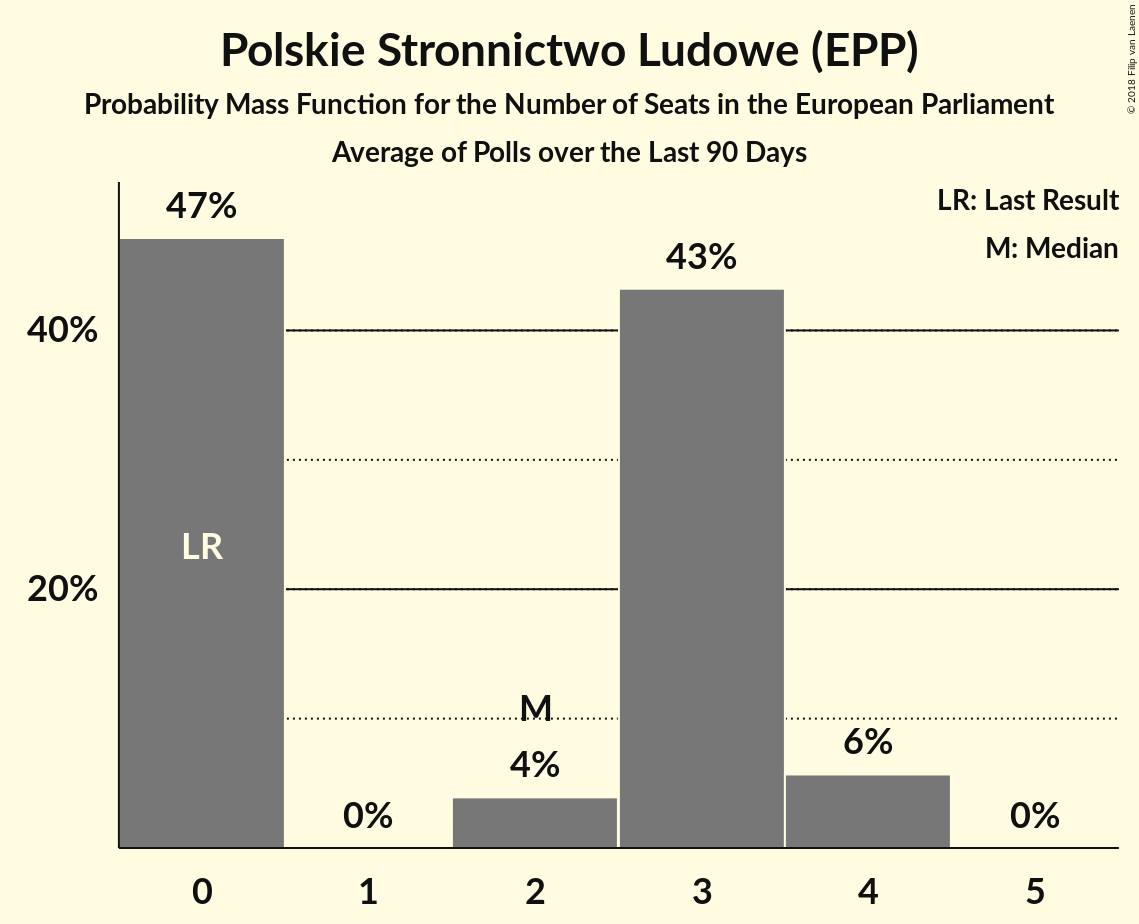 Polskie Stronnictwo Ludowe (EPP)
Probability Mass Function for the Number of Seats in the European Parliament
Average of Polls over the Last 90 Days
© 2018 Filip van Laenen
LR: Last Result
M: Median
47%
43%
40%
LR
20%
M
4%
6%
0%
0%
0 1 2 3 4 5